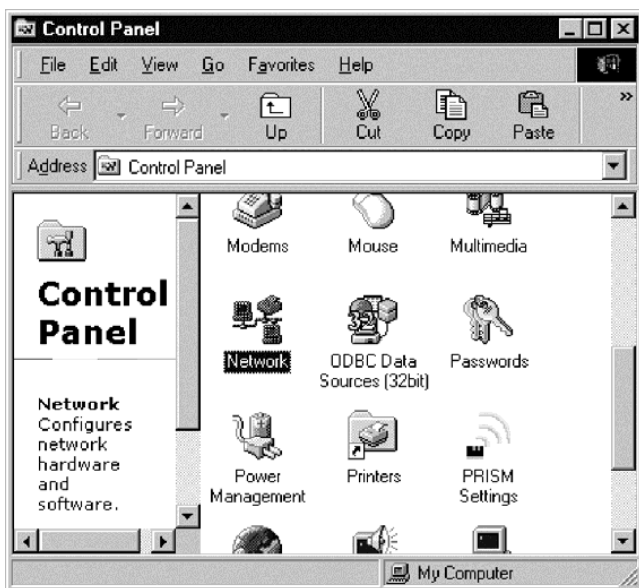 Control Panel
File Edit View Go Favorites Help
Back Forward Up Cut Copy Paste »
Address Control Panel
Control
Panel
Network
Configures
network
hardware
and
software.
Modems Mouse Multimedia
Network ODBC Data
Sources (32bit) Passwords
Power
Management Printers PRISM
Settings
My Computer